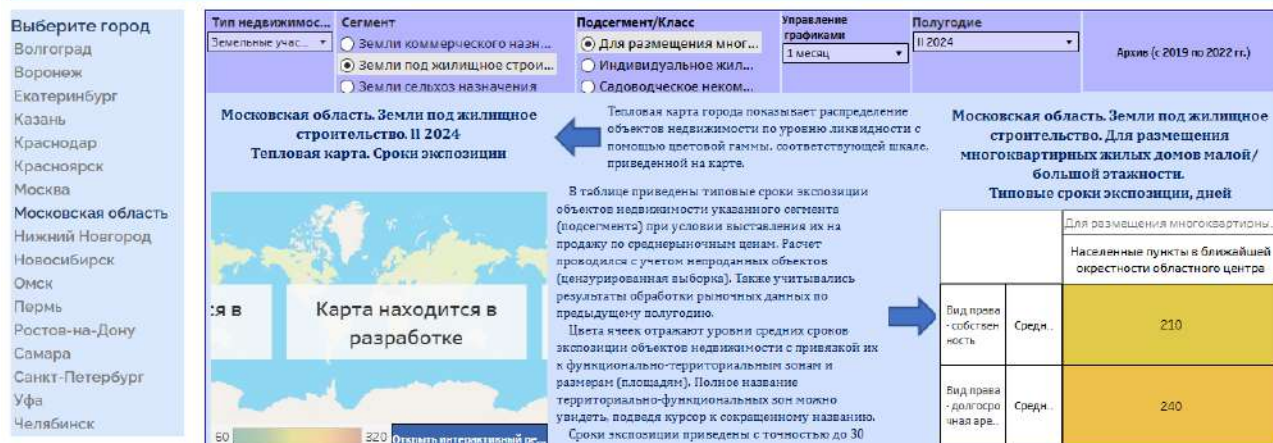 Выберите город
Волгоград
Воронеж
Екатеринбург
Казань
Краснодар
Красноярск
Москва
Московская область
Нижний Новгород
Новосибирск
Омск
Пермь
Ростов-на-Дону
Самара
Санкт-Петербург
Уфа
Челябинск
Тип недвижимос...
Земельные учас...
Сегмент
Земли коммерческого назн...
Земли под жилищное строи...
Земли сельхоз назначения
Подсегмент/Класс
Для размещения мног...
Индивидуальное жил...
Садоводческое неком...
Управление
графиками
1 месяц
Полугодие
II 2024
Архив (с 2019 по 2022 гг.)
Московская область. Земли под жилищное
строительство. II 2024
Тепловая карта. Сроки экспозиции
Тепловая карта города показывает распределение
объектов недвижимости по уровню ликвидности с
помощью цветовой гаммы, соответствующей шкале,
приведенной на карте.
В таблице приведены типовые сроки экспозиции
объектов недвижимости указанного сегмента
(подсегмента) при условии выставления их на
продажу по среднерыночным ценам. Расчет
проводился с учетом непроданных объектов
(цензурированная выборка). Также учитывались
результаты обработки рыночных данных по
предыдущему полугодию.
Цвета ячеек отражают уровни средних сроков
экспозиции объектов недвижимости с привязкой их
к функционально-территориальным зонам и
размерам (площадям). Полное название
территориально-функциональных зон можно
увидеть, подведя курсор к сокращенному названию.
Сроки экспозиции приведены с точностью до 30
ся в
Карта находится в
разработке
60
320
Открыть интерактивный ре...
Московская область. Земли под жилищное
строительство. Для размещения
многоквартирных жилых домов малой/
большой этажности.
Типовые сроки экспозиции, дней
Для размещения многоквартирны..
Населенные пункты в ближайшей
окрестности областного центра
Вид права
- собствен
ность
Средн..
210
Вид права
- долгосро
чная аре..
Средн..
240